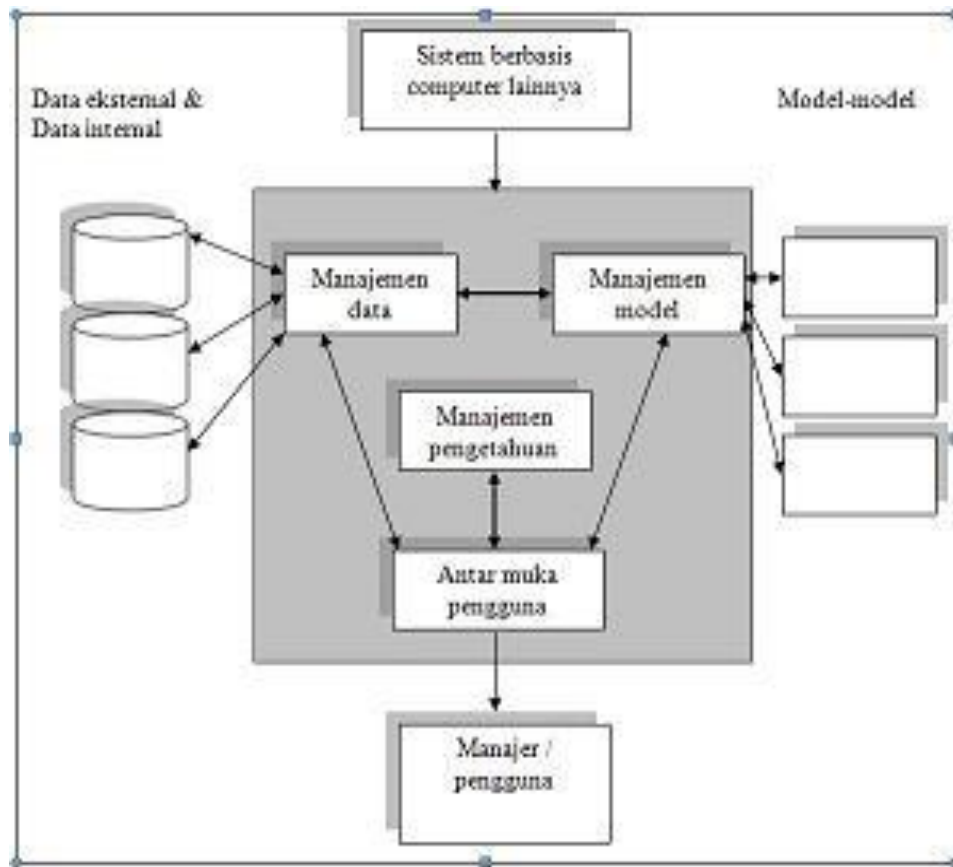 Sistem berbasis
computer lainnya
Data eksternal &
Data internal
Model-model
Manajemen
data
Manajemen
model
Manajemen
pengetahuan
Antar muka
pengguna
Manajer /
pengguna